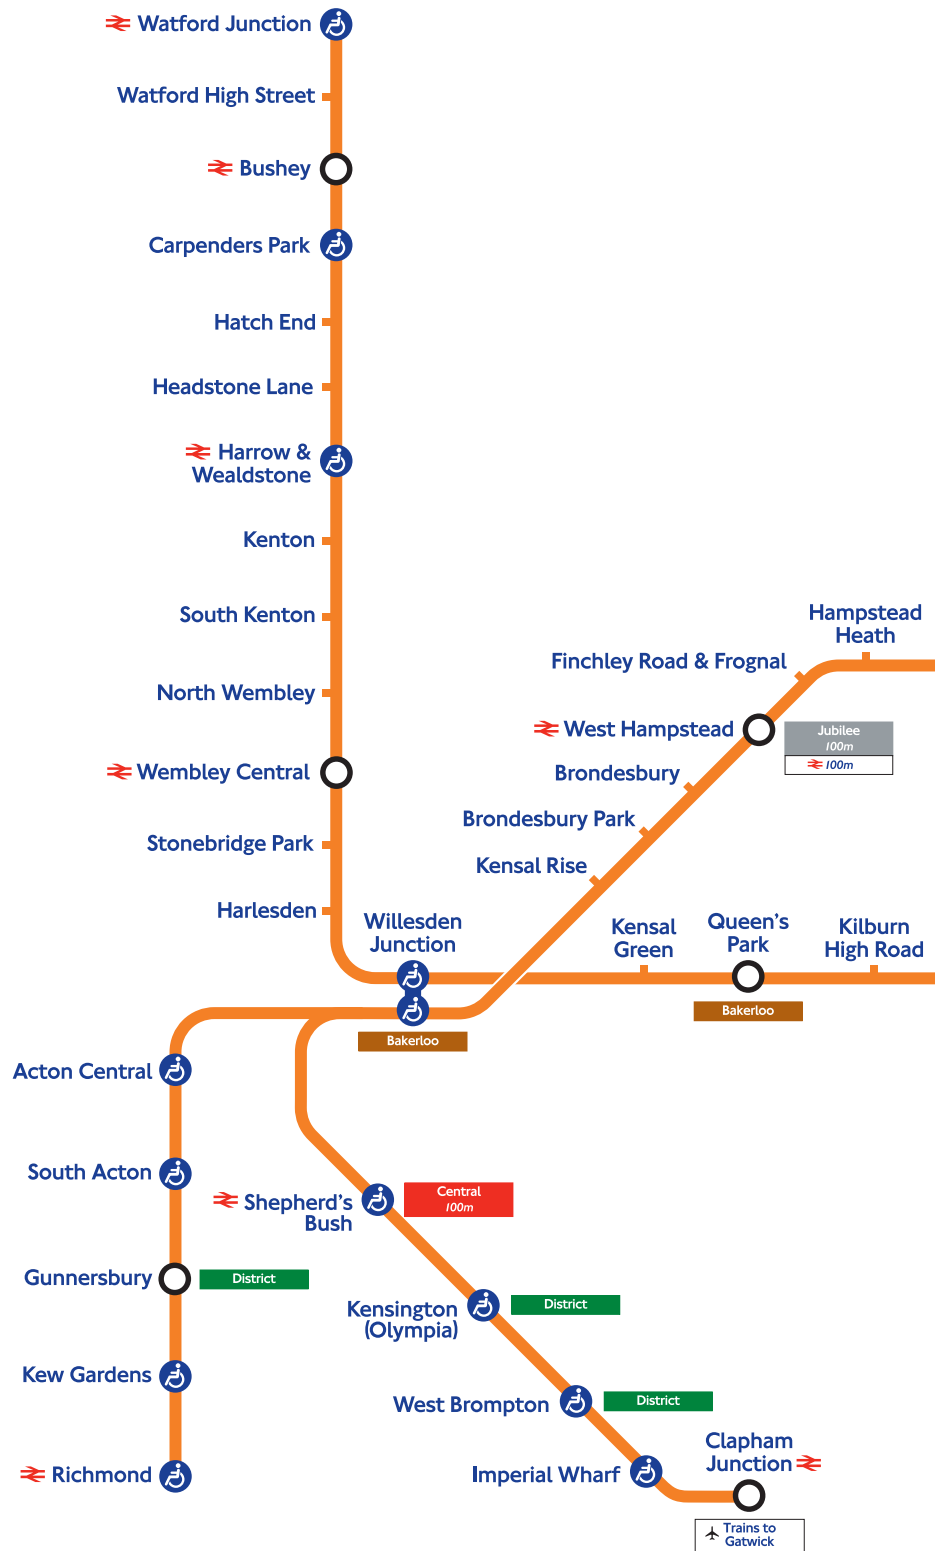 Watford Junction
Watford High Street
Bushey
Carpenders Park
Hatch End
Headstone Lane
Harrow &
Wealdstone
Kenton
South Kenton
North Wembley
Wembley Central
Stonebridge Park
Harlesden
Willesden
Junction
Bakerloo
Kensal
Green
Queen's
Park
Bakerloo
Kilburn
High Road
Hampstead
Heath
Finchley Road & Frognal
West Hampstead
Jubilee
100m
100m
Brondesbury
Brondesbury Park
Kensal Rise
Acton Central
South Acton
Gunnersbury
District
Kew Gardens
Richmond
Shepherd's
Bush
Central
100m
Kensington
(Olympia)
District
West Brompton
District
Imperial Wharf
Clapham
Junction
Trains to
Gatwick